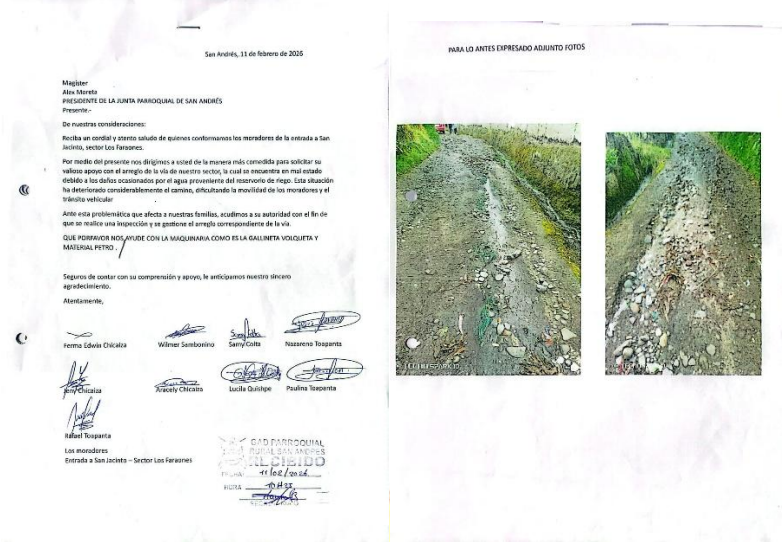 San Andrés, 11 de febrero de 2026
Magíster
Alex Moreta
PRESIDENTE DE LA JUNTA PARROQUIAL DE SAN ANDRÉS
Presente.-
De nuestras consideraciones:
Reciba un cordial y atento saludo de quienes conformamos los moradores de la entrada a San
Jacinto, sector Los Faraones.
Por medio del presente nos dirigimos a usted de la manera más comedida para solicitar su
valioso apoyo con el arreglo de la vía de nuestro sector, la cual se encuentra en mal estado
debido a los daños ocasionados por el agua proveniente del reservorio de riego. Esta situación
ha deteriorado considerablemente el camino, dificultando la movilidad de los moradores y el
tránsito vehicular
Ante esta problemática que afecta a nuestras familias, acudimos a su autoridad con el fin de
que se realice una inspección y se gestione el arreglo correspondiente de la vía.
QUE PORFAVOR NOS AYUDE CON LA MAQUINARIA COMO ES LA GALLINETA VOLQUETA Y
MATERIAL PETRO .
Seguros de contar con su comprensión y apoyo, le anticipamos nuestro sincero
agradecimiento.
Atentamente,
Ferma Edwin Chicaiza Wilmer Sambonino Samy Colta Nazareno Toapanta
Jeny Chicaiza Aracely Chicaiza Lucila Quishpe Paulina Toapanta
Rafael Toapanta
Los moradores
Entrada a San Jacinto – Sector Los Faraones
GAD PARROQUIAL
RURAL SAN ANDRES
RECIBIDO
FECHA: 11/02/2026
HORA
PARA LO ANTES EXPRESADO ADJUNTO FOTOS